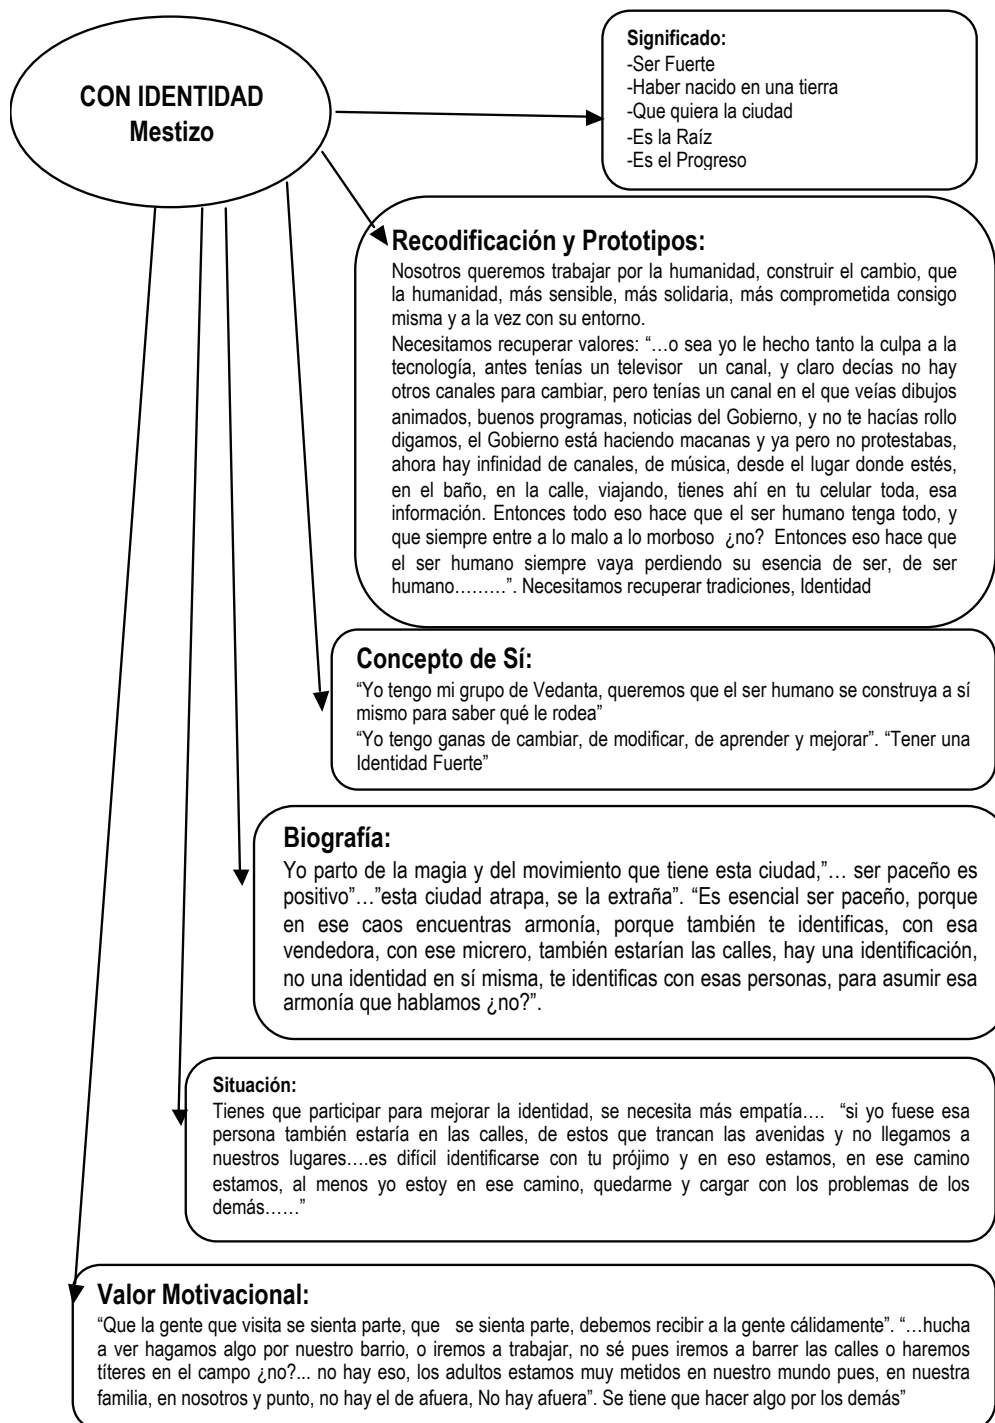 CON IDENTIDAD
Mestizo
Significado:
-Ser Fuerte
-Haber nacido en una tierra
-Que quiera la ciudad
-Es la Raíz
-Es el Progreso
Recodificación y Prototipos:
Nosotros queremos trabajar por la humanidad, construir el cambio, que
la humanidad, más sensible, más solidaria, más comprometida consigo
misma y a la vez con su entorno.
Necesitamos recuperar valores: “…o sea yo le hecho tanto la culpa a la
tecnología, antes tenías un televisor un canal, y claro decías no hay
otros canales para cambiar, pero tenías un canal en el que veías dibujos
animados, buenos programas, noticias del Gobierno, y no te hacías rollo
digamos, el Gobierno está haciendo macanas y ya pero no protestabas,
ahora hay infinidad de canales, de música, desde el lugar donde estés,
en el baño, en la calle, viajando, tienes ahí en tu celular toda, esa
información. Entonces todo eso hace que el ser humano tenga todo, y
que siempre entre a lo malo a lo morboso ¿no? Entonces eso hace que
el ser humano siempre vaya perdiendo su esencia de ser, de ser
humano………”. Necesitamos recuperar tradiciones, Identidad
Concepto de Sí:
“Yo tengo mi grupo de Vedanta, queremos que el ser humano se construya a sí
mismo para saber qué le rodea”
“Yo tengo ganas de cambiar, de modificar, de aprender y mejorar”. “Tener una
Identidad Fuerte”
Biografía:
Yo parto de la magia y del movimiento que tiene esta ciudad,”… ser paceño es
positivo”…”esta ciudad atrapa, se la extraña”. “Es esencial ser paceño, porque
en ese caos encuentras armonía, porque también te identificas, con esa
vendedora, con ese micrero, también estarían las calles, hay una identificación,
no una identidad en sí misma, te identificas con esas personas, para asumir esa
armonía que hablamos ¿no?”.
Situación:
Tienes que participar para mejorar la identidad, se necesita más empatía…. “si yo fuese esa
persona también estaría en las calles, de estos que trancan las avenidas y no llegamos a
nuestros lugares….es difícil identificarse con tu prójimo y en eso estamos, en ese camino
estamos, al menos yo estoy en ese camino, quedarme y cargar con los problemas de los
demás……”
Valor Motivacional:
“Que la gente que visita se sienta parte, que se sienta parte, debemos recibir a la gente cálidamente”. “…hucha
a ver hagamos algo por nuestro barrio, o iremos a trabajar, no sé pues iremos a barrer las calles o haremos
títeres en el campo ¿no?... no hay eso, los adultos estamos muy metidos en nuestro mundo pues, en nuestra
familia, en nosotros y punto, no hay el de afuera, No hay afuera”. Se tiene que hacer algo por los demás”